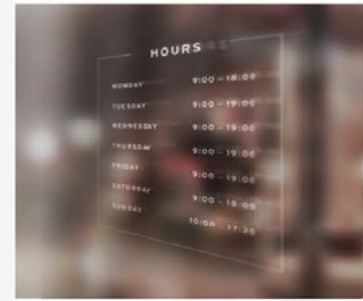 HOURS
MONDAY 9:00 – 18:00
TUESDAY 9:00 – 19:00
WEDNESDAY 9:00 – 19:00
THURSDAY 9:00 – 19:00
FRIDAY 9:00 – 19:00
SATURDAY 9:00 – 18:00
SUNDAY 10:00 – 17:30